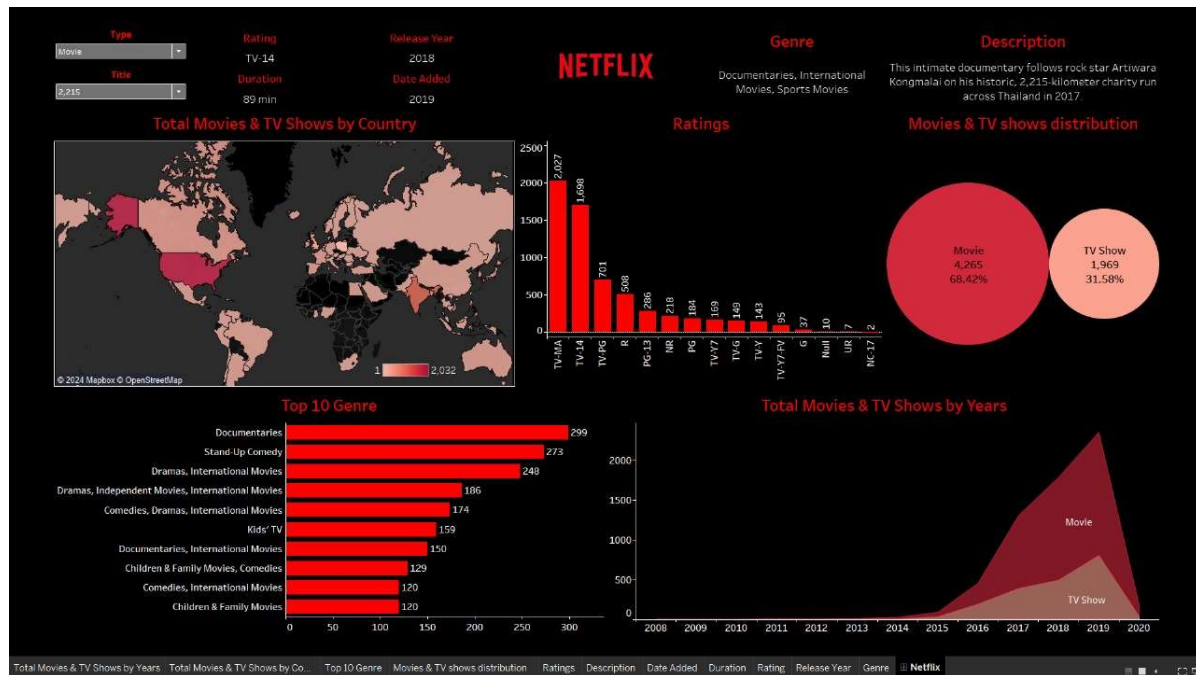 Type
Movie
Title
2,215
Rating
TV-14
Duration
89 min
Release Year
2018
Date Added
2019
NETFLIX
Genre
Documentaries, International
Movies, Sports Movies
Description
This intimate documentary follows rock star Artiwara
Kongmalai on his historic, 2,215-kilometer charity run
across Thailand in 2017.
Total Movies & TV Shows by Country
© 2024 Mapbox © OpenStreetMap
1
2,032
Ratings
2500
2000
1500
1000
500
0
2,027
1,698
701
508
286
218
184
169
149
143
95
37
10
7
2
TV-MA
TV-14
TV-PG
R
PG-13
NR
PG
TV-Y7
TV-G
TV-Y
TV-Y7-FV
G
Null
UR
NC-17
Movies & TV shows distribution
Movie
4,265
68.42%
TV Show
1,969
31.58%
Top 10 Genre
Documentaries 299
Stand-Up Comedy 273
Dramas, International Movies 248
Dramas, Independent Movies, International Movies 186
Comedies, Dramas, International Movies 174
Kids' TV 159
Documentaries, International Movies 150
Children & Family Movies, Comedies 129
Comedies, International Movies 120
Children & Family Movies 120
0 50 100 150 200 250 300
Total Movies & TV Shows by Years
2000
1500
1000
500
0
Movie
TV Show
2008 2009 2010 2011 2012 2013 2014 2015 2016 2017 2018 2019 2020
Total Movies & TV Shows by Years Total Movies & TV Shows by Co... Top 10 Genre Movies & TV shows distribution Ratings Description Date Added Duration Rating Release Year Genre Netflix